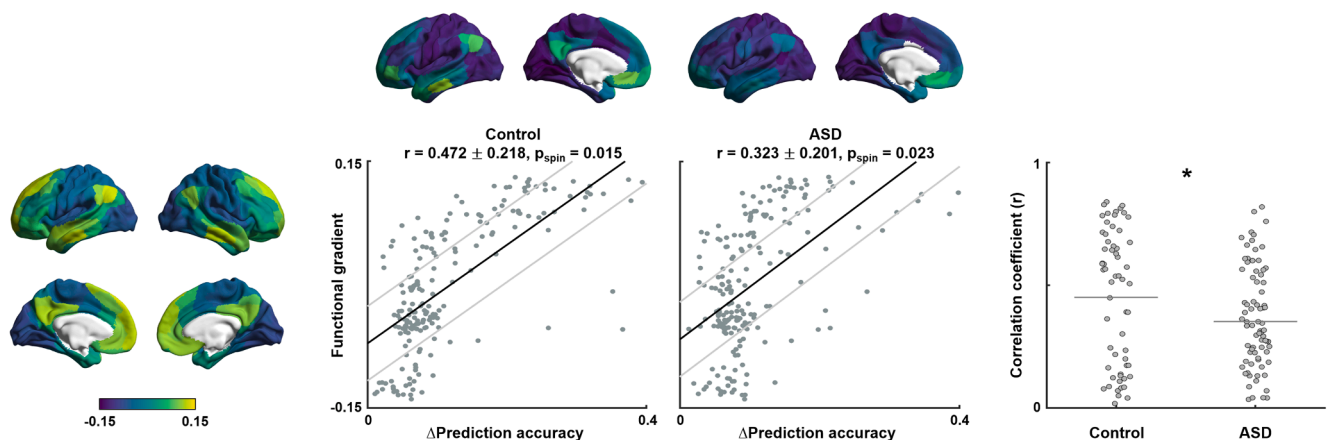 -0.15 0.15
Control
r = 0.472 ± 0.218, p_spin = 0.015
0.15
Functional gradient
-0.15
0 0.4
ΔPrediction accuracy
ASD
r = 0.323 ± 0.201, p_spin = 0.023
0 0.4
ΔPrediction accuracy
1
*
Correlation coefficient (r)
0
Control ASD